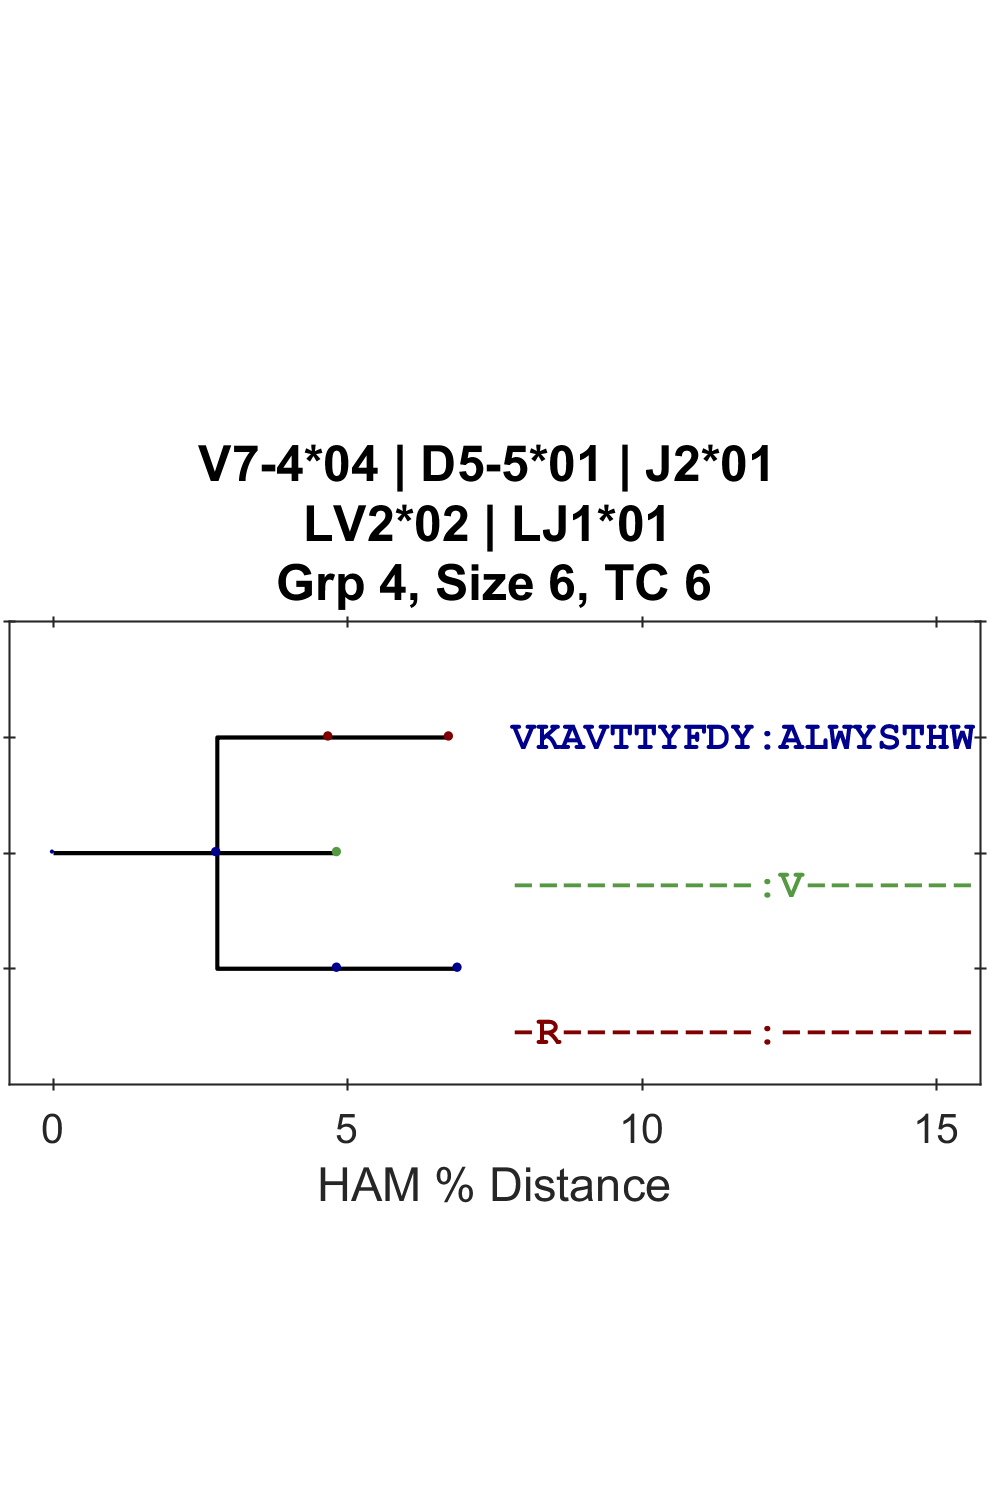 V7-4*04 | D5-5*01 | J2*01
LV2*02 | LJ1*01
Grp 4, Size 6, TC 6
VKAVTTYFDY:ALWYSTHW
----------:V-------
-R--------:--------
0 5 10 15
HAM % Distance